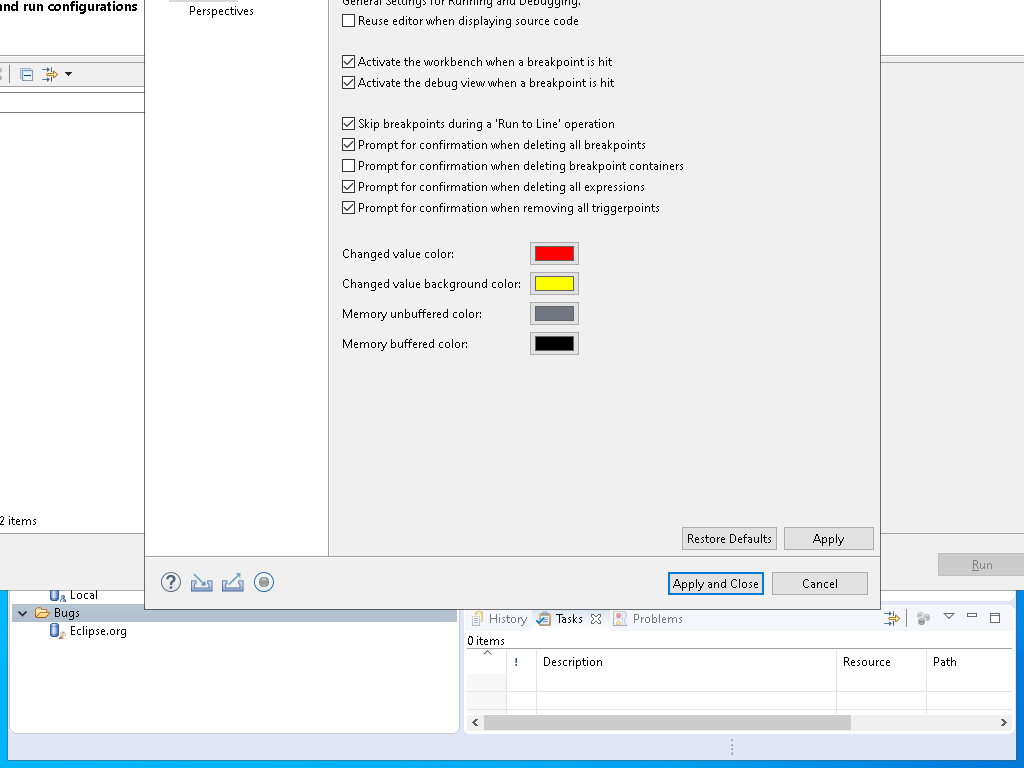 and run configurations
Perspectives
General Settings for Running and Debugging.
Reuse editor when displaying source code
Activate the workbench when a breakpoint is hit
Activate the debug view when a breakpoint is hit
Skip breakpoints during a 'Run to Line' operation
Prompt for confirmation when deleting all breakpoints
Prompt for confirmation when deleting breakpoint containers
Prompt for confirmation when deleting all expressions
Prompt for confirmation when removing all triggerpoints
Changed value color:
Changed value background color:
Memory unbuffered color:
Memory buffered color:
2 items
Restore Defaults
Apply
Run
Apply and Close
Cancel
Local
Bugs
Eclipse.org
History
Tasks
Problems
0 items
! Description Resource Path